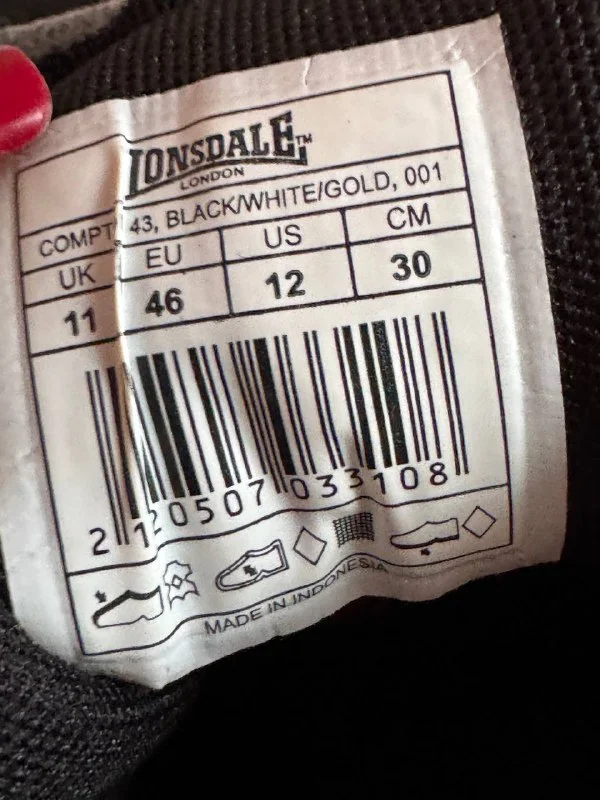 LONSDALE™
LONDON
COMPT 43, BLACK/WHITE/GOLD, 001
UK EU US CM
11 46 12 30
2 120507 033108
MADE IN INDONESIA